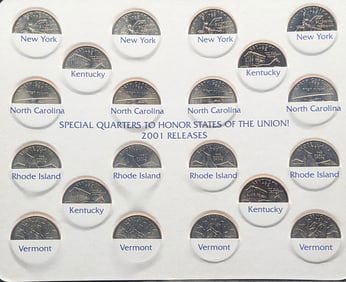 New York New York New York New York
Kentucky Kentucky
North Carolina North Carolina North Carolina North Carolina
SPECIAL QUARTERS TO HONOR STATES OF THE UNION!
2001 RELEASES
Rhode Island Rhode Island Rhode Island Rhode Island
Kentucky Kentucky
Vermont Vermont Vermont Vermont